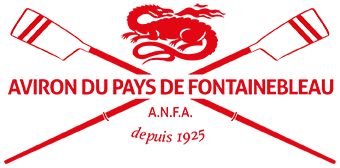 AVIRON DU PAYS DE FONTAINEBLEAU
A.N.F.A.
depuis 1925